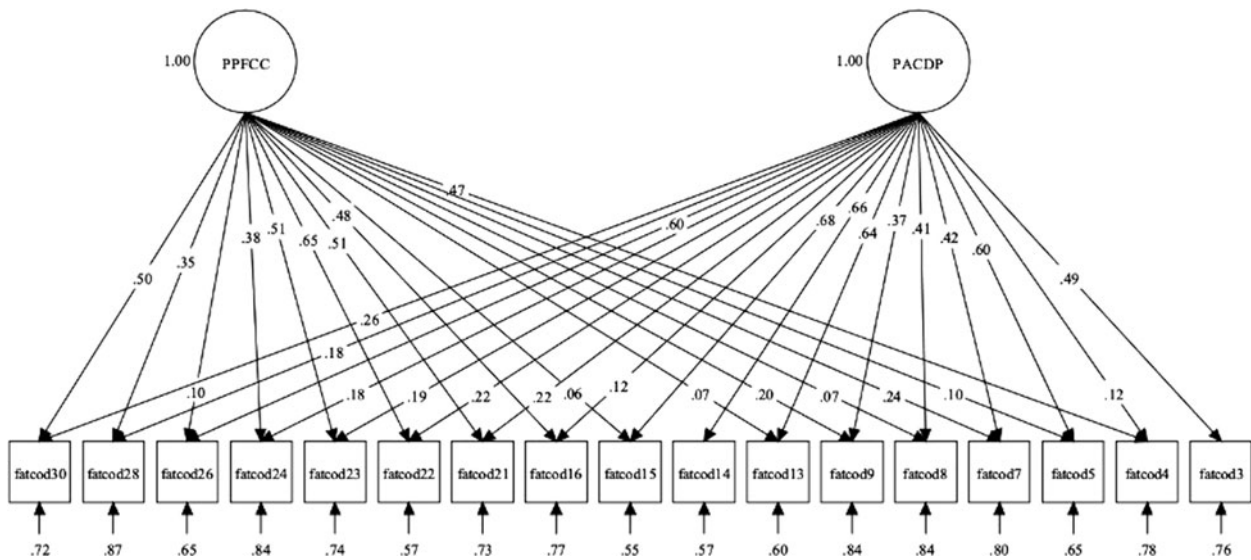 1.00 PPFCC 1.00 PACDP
.47
.48 .66
.38 .51 .65 .51 .60 .68 .64 .37 .41 .42 .60
.50 .35 .49
.26
.18
.10 .18 .19 .22 .22 .06 .12 .07 .20 .07 .24 .10 .12
fatcod30 fatcod28 fatcod26 fatcod24 fatcod23 fatcod22 fatcod21 fatcod16 fatcod15 fatcod14 fatcod13 fatcod9 fatcod8 fatcod7 fatcod5 fatcod4 fatcod3
.72 .87 .65 .84 .74 .57 .73 .77 .55 .57 .60 .84 .84 .80 .65 .78 .76